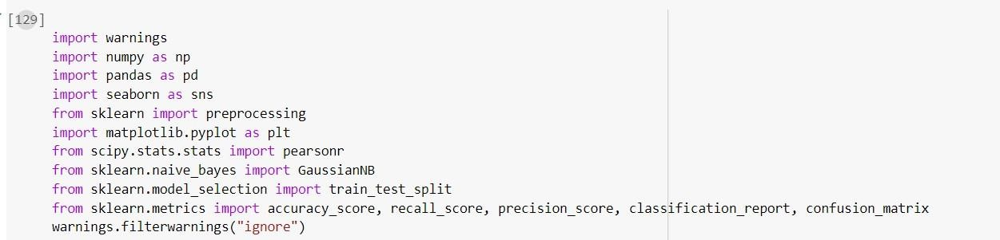 [129]
import warnings
import numpy as np
import pandas as pd
import seaborn as sns
from sklearn import preprocessing
import matplotlib.pyplot as plt
from scipy.stats.stats import pearsonr
from sklearn.naive_bayes import GaussianNB
from sklearn.model_selection import train_test_split
from sklearn.metrics import accuracy_score, recall_score, precision_score, classification_report, confusion_matrix
warnings.filterwarnings("ignore")